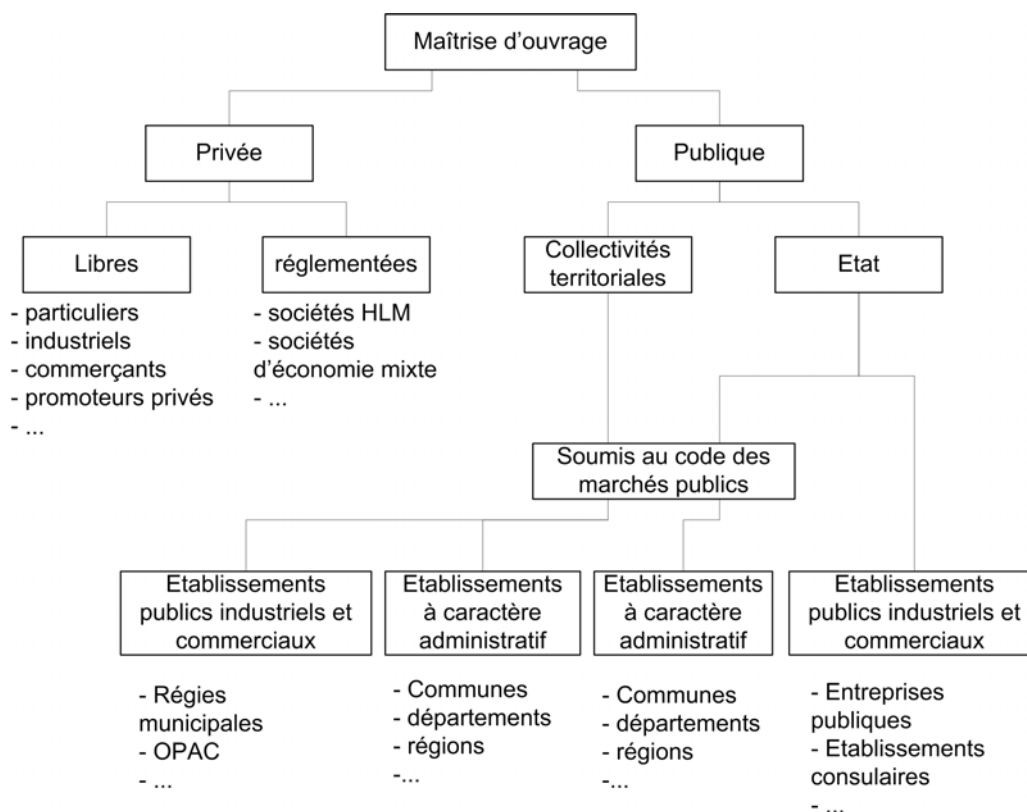 Maîtrise d'ouvrage
Privée
Publique
Libres
réglementées
Collectivités
territoriales
Etat
- particuliers
- industriels
- commerçants
- promoteurs privés
- ...
- sociétés HLM
- sociétés
d'économie mixte
- ...
Soumis au code des
marchés publics
Etablissements
publics industriels et
commerciaux
Etablissements
à caractère
administratif
Etablissements
à caractère
administratif
Etablissements
publics industriels et
commerciaux
- Régies
municipales
- OPAC
- ...
- Communes
- départements
- régions
-...
- Communes
- départements
- régions
-...
- Entreprises
publiques
- Etablissements
consulaires
- ...